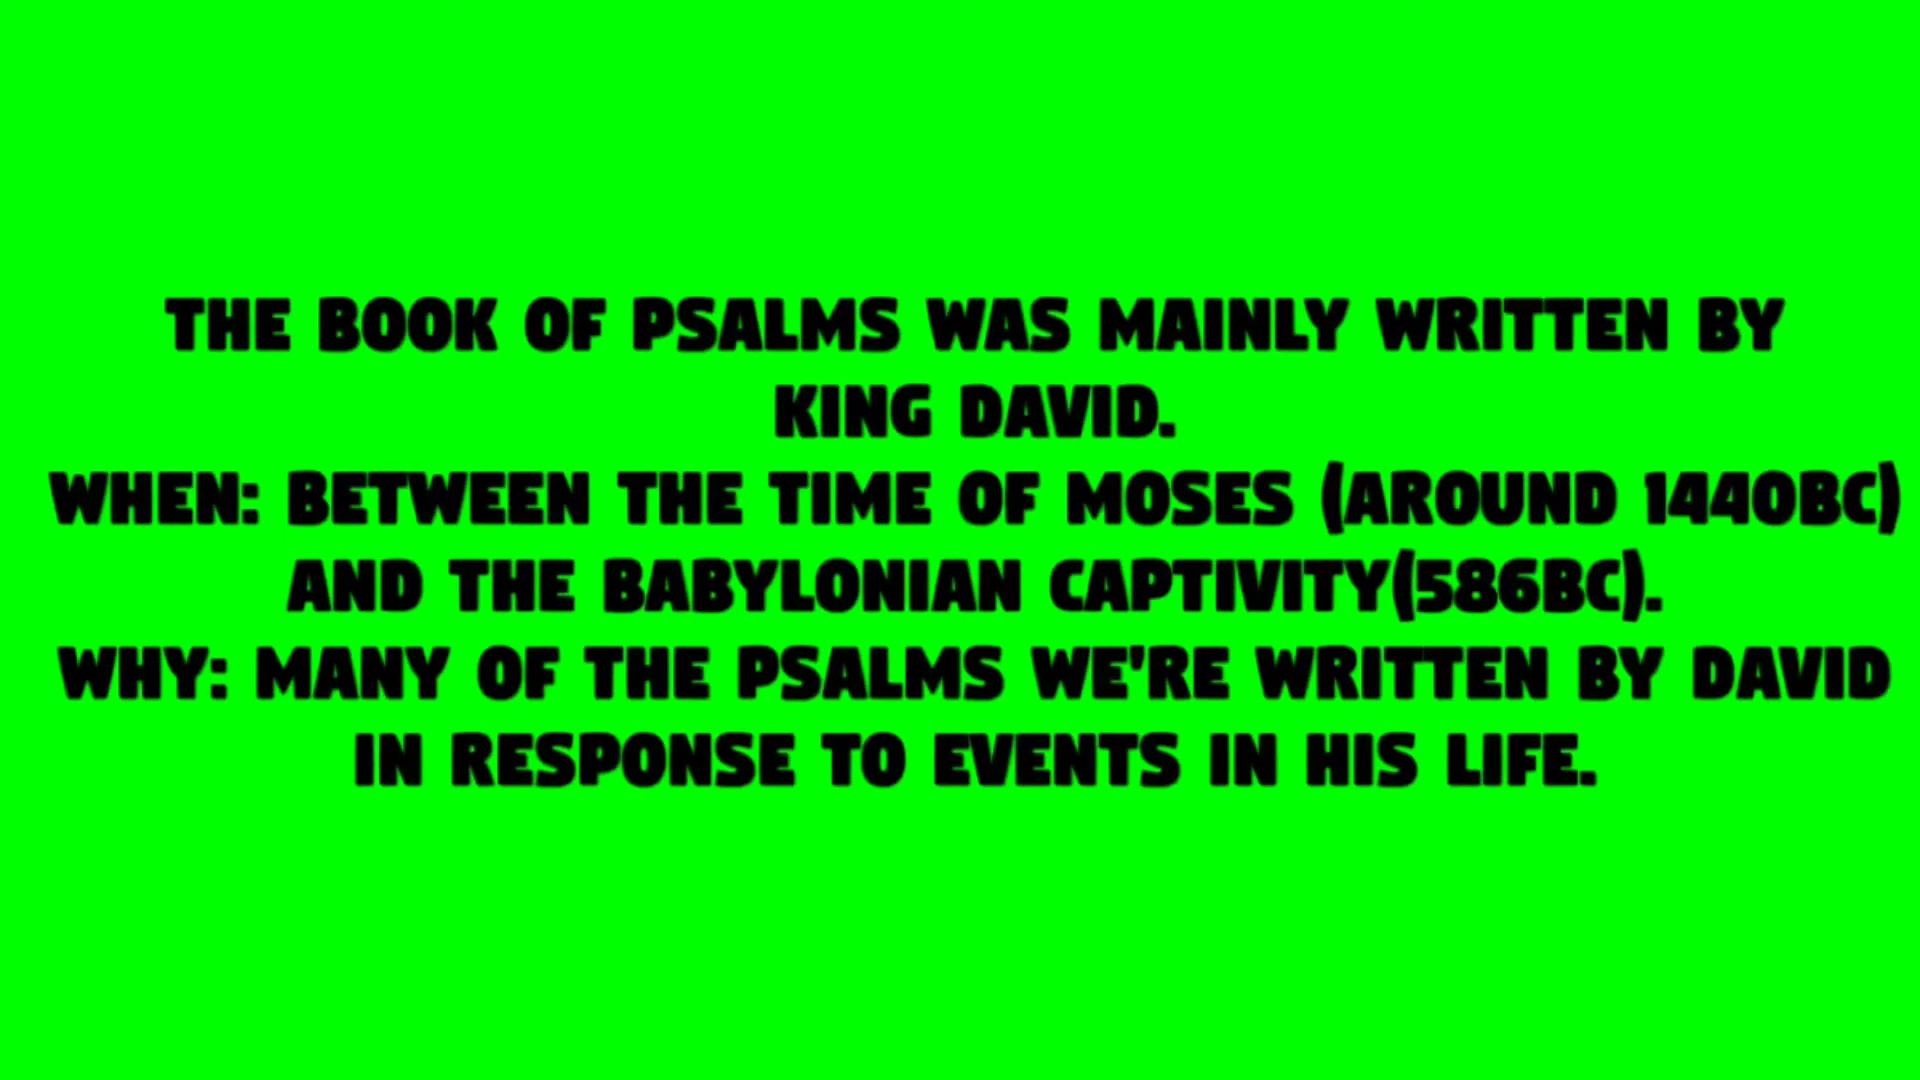 THE BOOK OF PSALMS WAS MAINLY WRITTEN BY
KING DAVID.
WHEN: BETWEEN THE TIME OF MOSES (AROUND 1440BC)
AND THE BABYLONIAN CAPTIVITY(586BC).
WHY: MANY OF THE PSALMS WE'RE WRITTEN BY DAVID
IN RESPONSE TO EVENTS IN HIS LIFE.